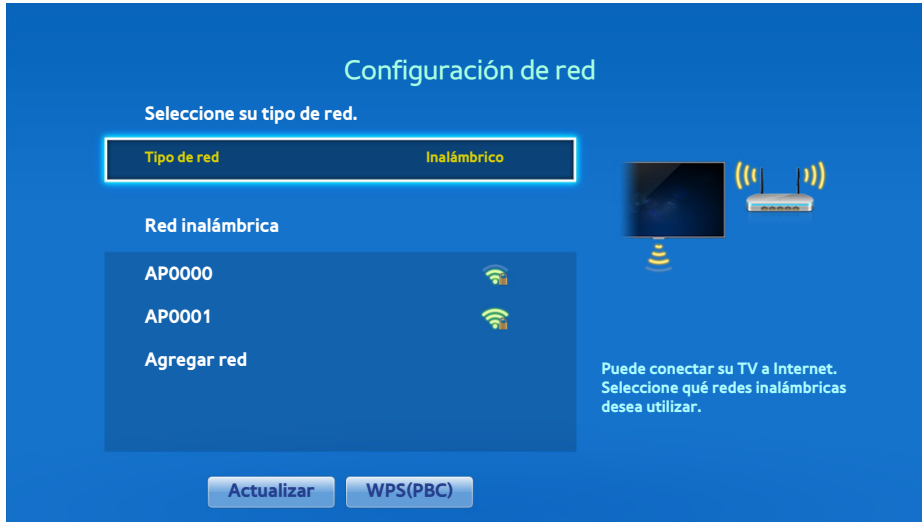 Configuración de red
Seleccione su tipo de red.
Tipo de red Inalámbrico
Red inalámbrica
AP0000
AP0001
Agregar red
Puede conectar su TV a Internet.
Seleccione qué redes inalámbricas
desea utilizar.
Actualizar WPS(PBC)